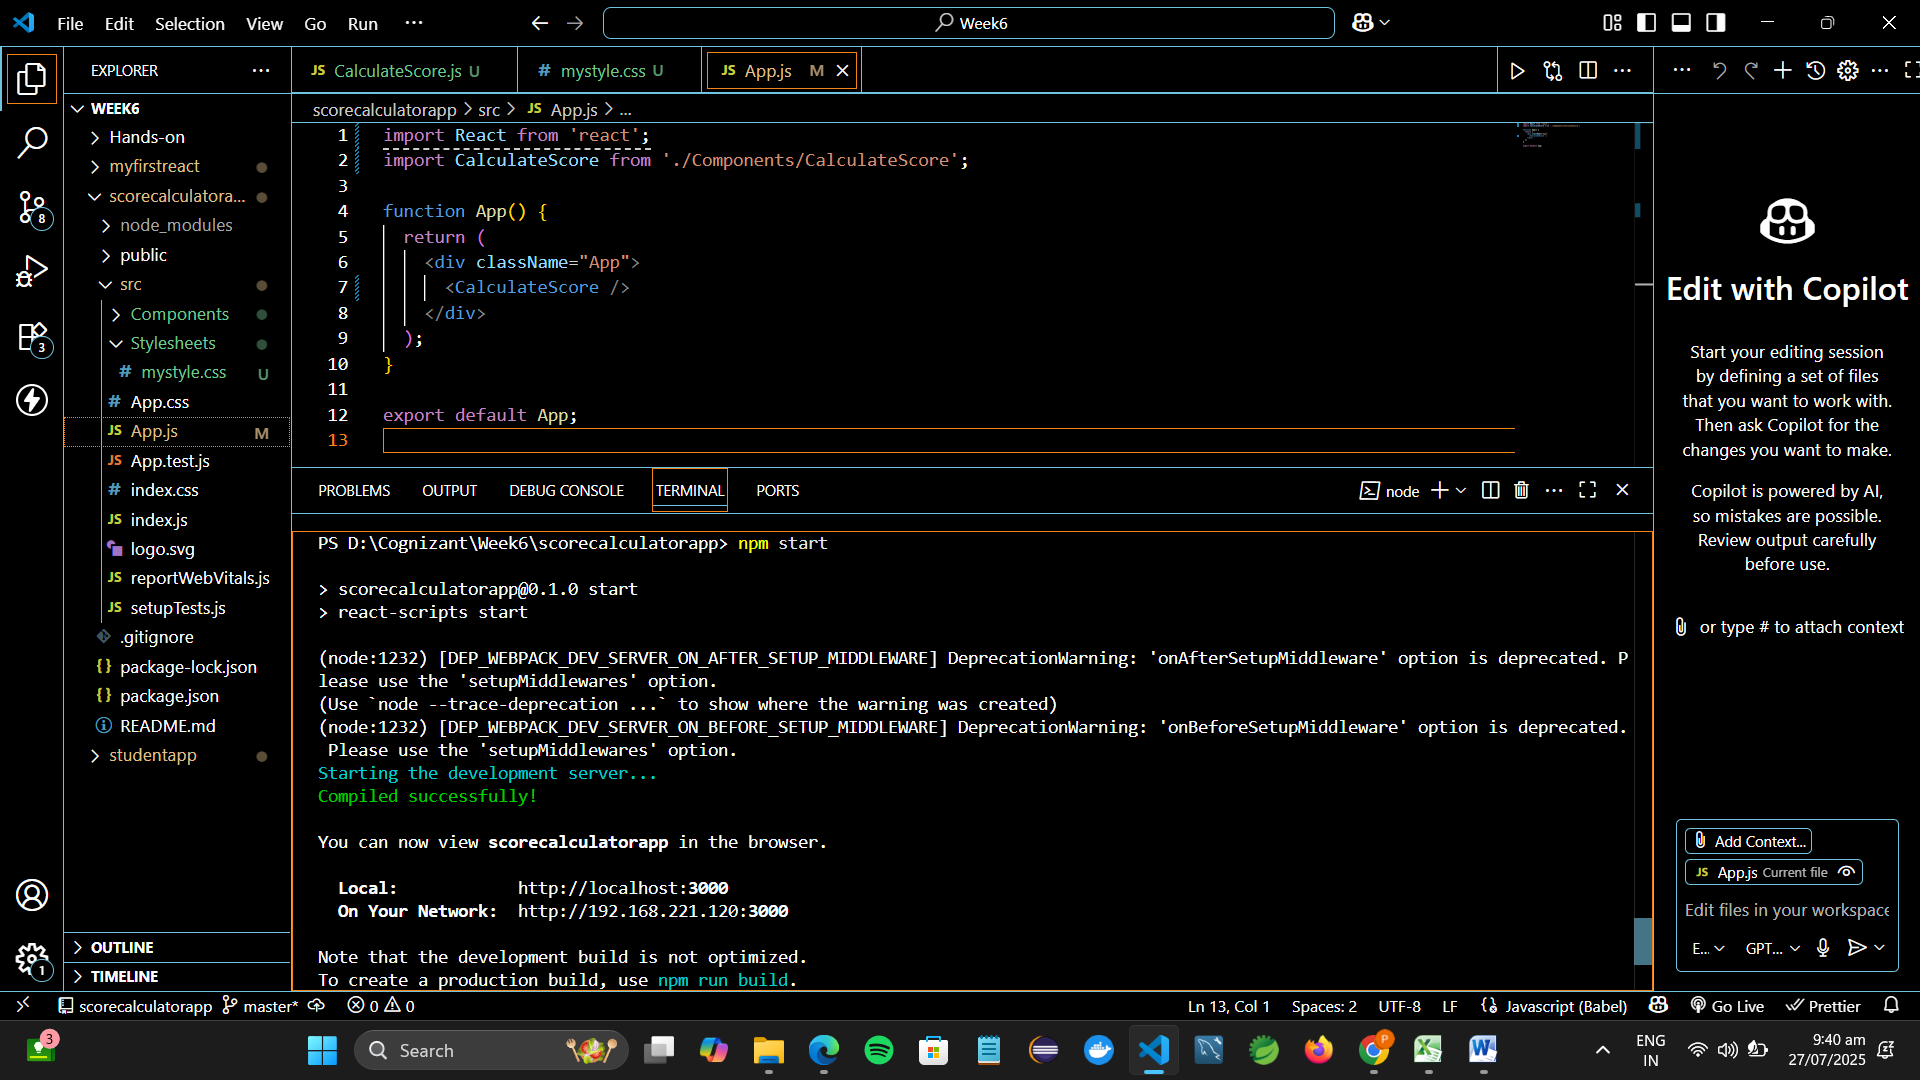 File Edit Selection View Go Run ...
Week6
EXPLORER
WEEK6
Hands-on
myfirstreact
scorecalculatora...
node_modules
public
src
Components
Stylesheets
# mystyle.css U
# App.css
JS App.js M
JS App.test.js
# index.css
JS index.js
logo.svg
JS reportWebVitals.js
JS setupTests.js
.gitignore
{} package-lock.json
{} package.json
README.md
studentapp
OUTLINE
TIMELINE
8
3
1
JS CalculateScore.js U
# mystyle.css U
JS App.js M
scorecalculatorapp > src > JS App.js > ...
1 import React from 'react';
2 import CalculateScore from './Components/CalculateScore';
3
4 function App() {
5 return (
6 <div className="App">
7 <CalculateScore />
8 </div>
9 );
10 }
11
12 export default App;
13
PROBLEMS OUTPUT DEBUG CONSOLE TERMINAL PORTS
node
PS D:\Cognizant\Week6\scorecalculatorapp> npm start
> scorecalculatorapp@0.1.0 start
> react-scripts start
(node:1232) [DEP_WEBPACK_DEV_SERVER_ON_AFTER_SETUP_MIDDLEWARE] DeprecationWarning: 'onAfterSetupMiddleware' option is deprecated. P
lease use the 'setupMiddlewares' option.
(Use `node --trace-deprecation ...` to show where the warning was created)
(node:1232) [DEP_WEBPACK_DEV_SERVER_ON_BEFORE_SETUP_MIDDLEWARE] DeprecationWarning: 'onBeforeSetupMiddleware' option is deprecated.
Please use the 'setupMiddlewares' option.
Starting the development server...
Compiled successfully!
You can now view scorecalculatorapp in the browser.
Local: http://localhost:3000
On Your Network: http://192.168.221.120:3000
Note that the development build is not optimized.
To create a production build, use npm run build.
Edit with Copilot
Start your editing session
by defining a set of files
that you want to work with.
Then ask Copilot for the
changes you want to make.
Copilot is powered by AI,
so mistakes are possible.
Review output carefully
before use.
or type # to attach context
Add Context...
JS App.js Current file
Edit files in your workspace
E... GPT...
scorecalculatorapp master* 0 0
Ln 13, Col 1 Spaces: 2 UTF-8 LF {} Javascript (Babel) Go Live Prettier
3
Search
P
ENG
IN
9:40 am
27/07/2025